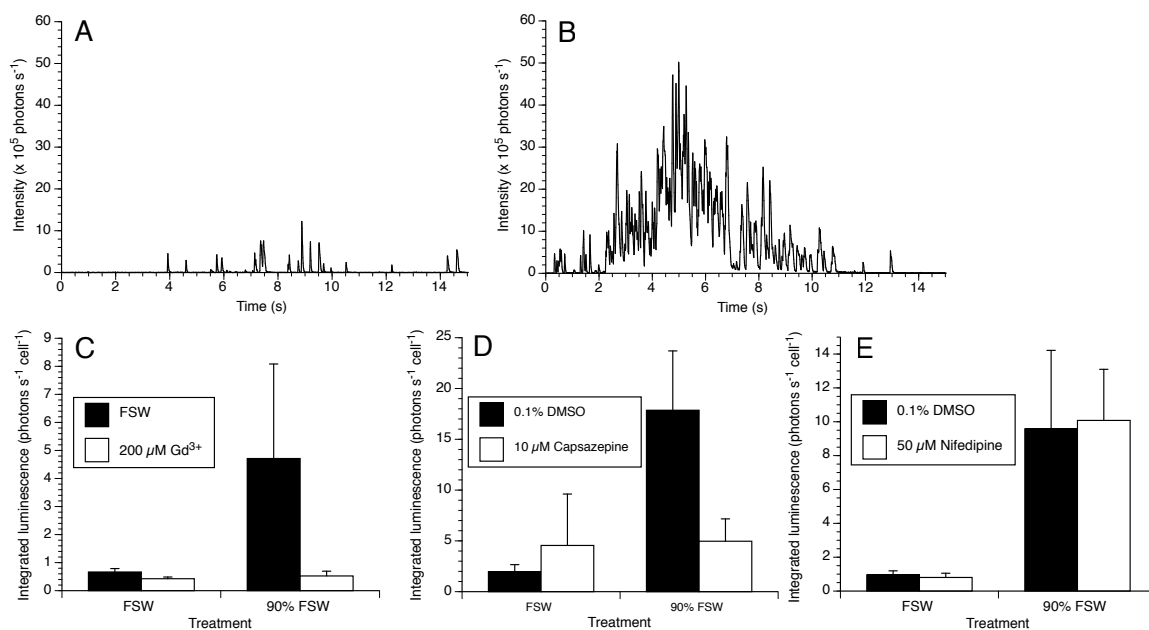 A
60
50
40
30
20
10
0
Intensity (x 10⁵ photons s⁻¹)
0 2 4 6 8 10 12 14
Time (s)
B
60
50
40
30
20
10
0
Intensity (x 10⁵ photons s⁻¹)
0 2 4 6 8 10 12 14
Time (s)
C
9
8
7
6
5
4
3
2
1
0
Integrated luminescence (photons s⁻¹ cell⁻¹)
FSW
200 µM Gd³⁺
FSW 90% FSW
Treatment
D
25
20
15
10
5
0
Integrated luminescence (photons s⁻¹ cell⁻¹)
0.1% DMSO
10 µM Capsazepine
FSW 90% FSW
Treatment
E
14
12
10
8
6
4
2
0
Integrated luminescence (photons s⁻¹ cell⁻¹)
0.1% DMSO
50 µM Nifedipine
FSW 90% FSW
Treatment